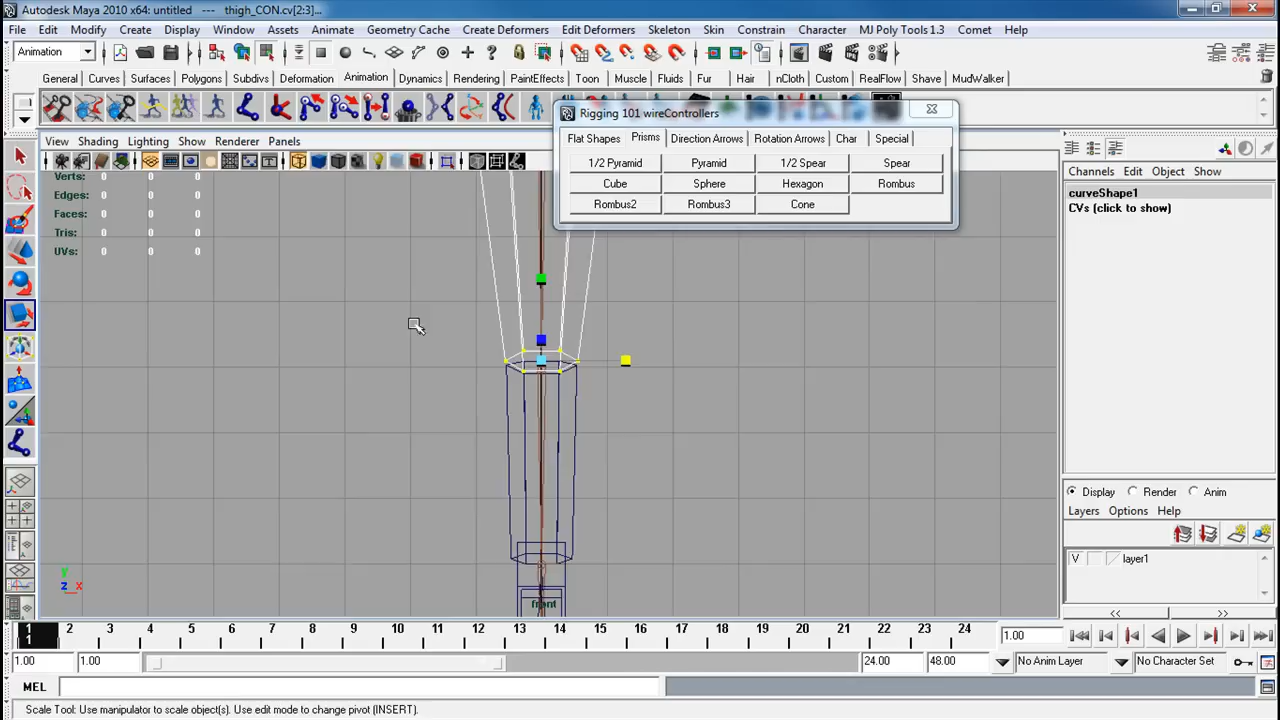 Autodesk Maya 2010 x64: untitled --- thigh_CON.cv[2:3]...
File Edit Modify Create Display Window Assets Animate Geometry Cache Create Deformers Edit Deformers Skeleton Skin Constrain Character MJ Poly Tools 1.3 Comet Help
Animation
General Curves Surfaces Polygons Subdivs Deformation Animation Dynamics Rendering PaintEffects Toon Muscle Fluids Fur Hair nCloth Custom RealFlow Shave MudWalker
Rigging 101 wireControllers
Flat Shapes Prisms Direction Arrows Rotation Arrows Char Special
1/2 Pyramid Pyramid 1/2 Spear Spear
Cube Sphere Hexagon Rombus
Rombus2 Rombus3 Cone
View Shading Lighting Show Renderer Panels
Channels Edit Object Show
curveShape1
CVs (click to show)
Verts: 0 0 0
Edges: 0 0 0
Faces: 0 0 0
Tris: 0 0 0
UVs: 0 0 0
Display Render Anim
Layers Options Help
V layer1
y
z x
front
<< >>
1 2 3 4 5 6 7 8 9 10 11 12 13 14 15 16 17 18 19 20 21 22 23 24
1 1.00
1.00 1.00 24.00 48.00 No Anim Layer No Character Set
MEL
Scale Tool: Use manipulator to scale object(s). Use edit mode to change pivot (INSERT).